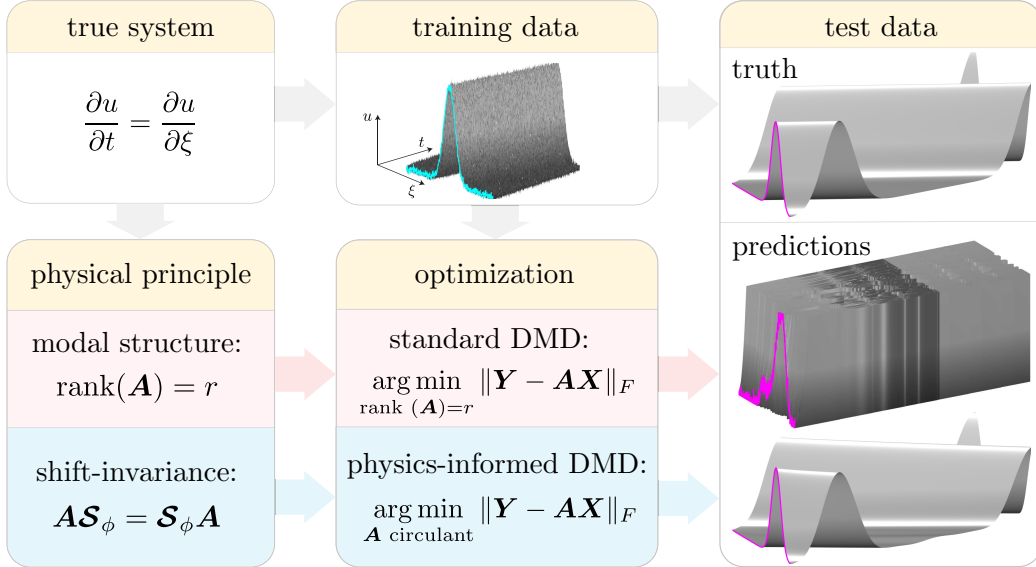 true system
∂u/∂t = ∂u/∂ξ
training data
u
t
ξ
test data
truth
predictions
physical principle
modal structure:
rank(A) = r
shift-invariance:
A𝓢_ϕ = 𝓢_ϕA
optimization
standard DMD:
arg min ‖Y − AX‖_F
rank (A)=r
physics-informed DMD:
arg min ‖Y − AX‖_F
A circulant